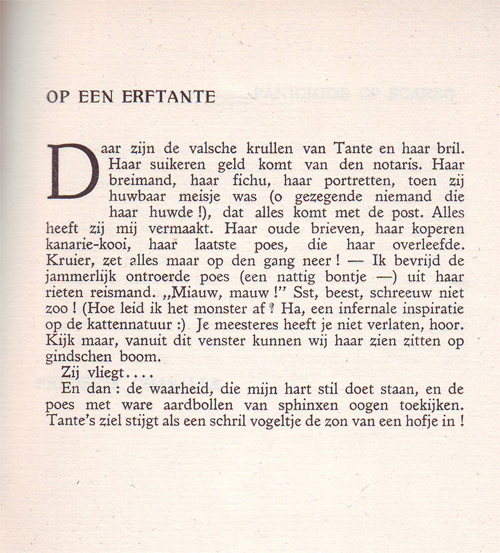 OP EEN ERFTANTE
Daar zijn de valsche krullen van Tante en haar bril.
Haar suikeren geld komt van den notaris. Haar
breimand, haar fichu, haar portretten, toen zij
huwbaar meisje was (o gezegende niemand die
haar huwde !), dat alles komt met de post. Alles
heeft zij mij vermaakt. Haar oude brieven, haar koperen
kanarie-kooi, haar laatste poes, die haar overleefde.
Kruier, zet alles maar op den gang neer ! — Ik bevrijd de
jammerlijk ontroerde poes (een nattig bontje —) uit haar
rieten reismand. „Miauw, mauw !” Sst, beest, schreeuw niet
zoo ! (Hoe leid ik het monster af ? Ha, een infernale inspiratie
op de kattennatuur :) Je meesteres heeft je niet verlaten, hoor.
Kijk maar, vanuit dit venster kunnen wij haar zien zitten op
gindschen boom.
Zij vliegt....
En dan : de waarheid, die mijn hart stil doet staan, en de
poes met ware aardbollen van sphinxen oogen toekijken.
Tante’s ziel stijgt als een schril vogeltje de zon van een hofje in !